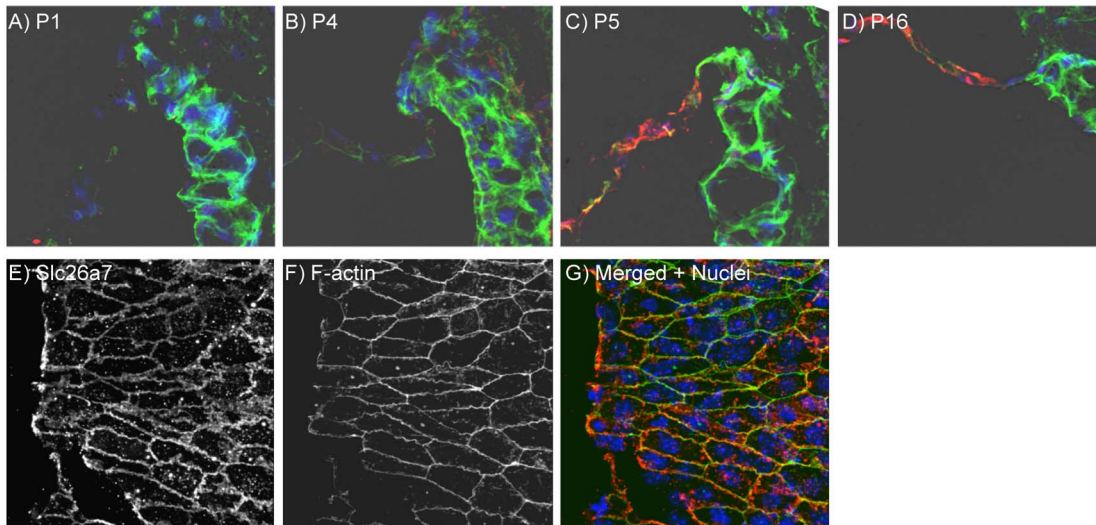 A) P1
B) P4
C) P5
D) P16
E) Slc26a7
F) F-actin
G) Merged + Nuclei